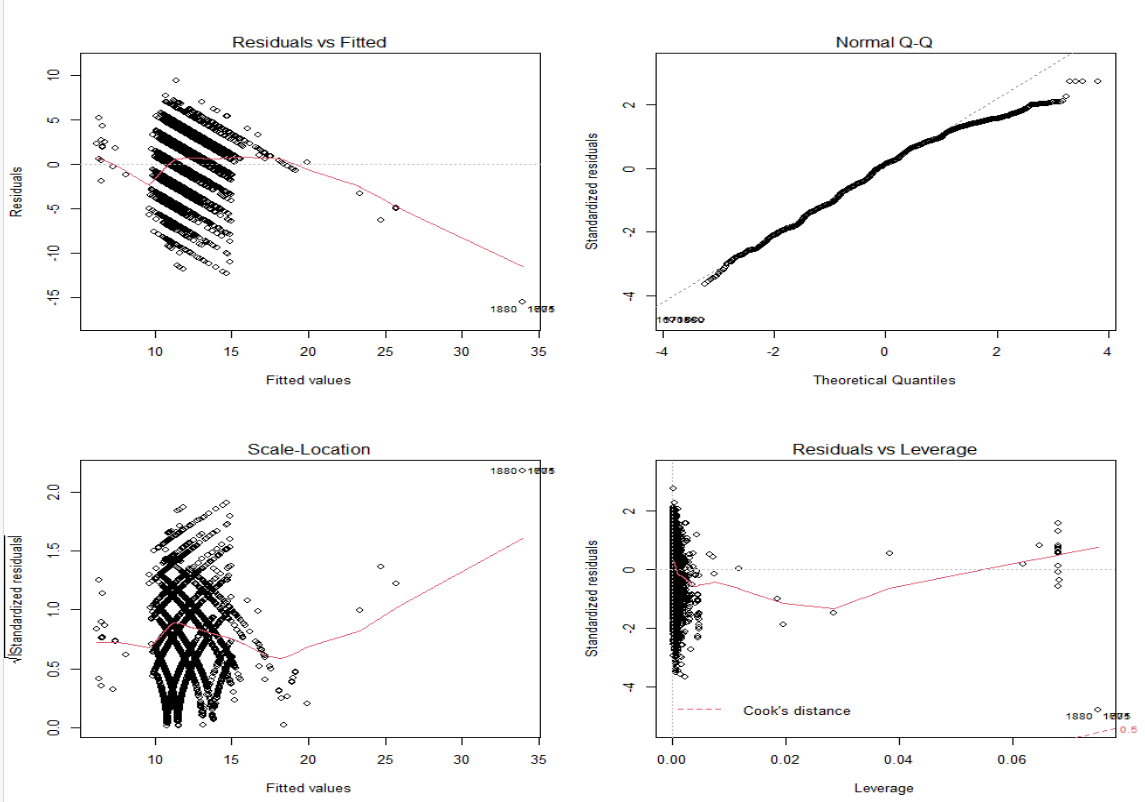 Residuals vs Fitted
Residuals
10
5
0
-5
-10
-15
1880
10 15 20 25 30 35
Fitted values
Normal Q-Q
Standardized residuals
2
0
-2
-4
-4 -2 0 2 4
Theoretical Quantiles
Scale-Location
√|Standardized residuals|
2.0
1.5
1.0
0.5
0.0
1880
10 15 20 25 30 35
Fitted values
Residuals vs Leverage
Standardized residuals
2
0
-2
-4
Cook's distance
1880
0.5
0.00 0.02 0.04 0.06
Leverage